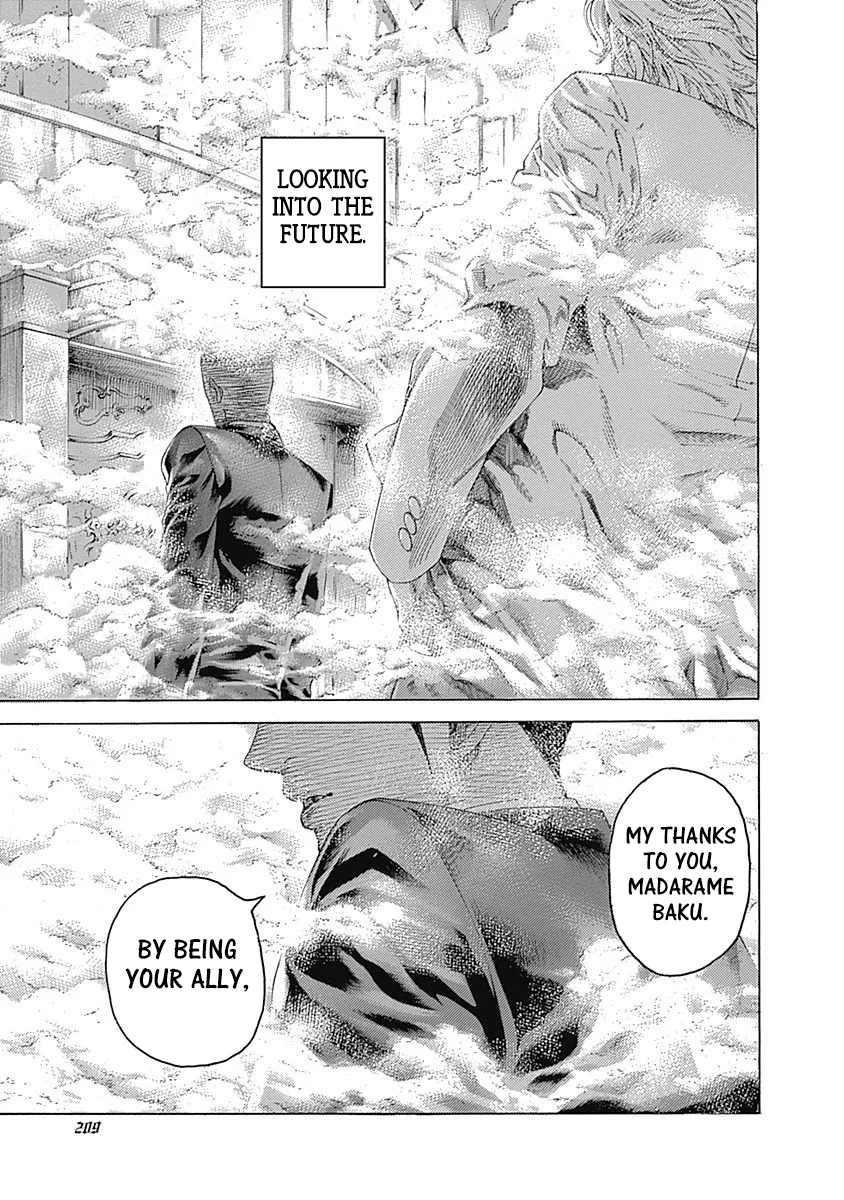 LOOKING
INTO THE
FUTURE.
MY THANKS
TO YOU,
MADARAME
BAKU.
BY BEING
YOUR ALLY,
209